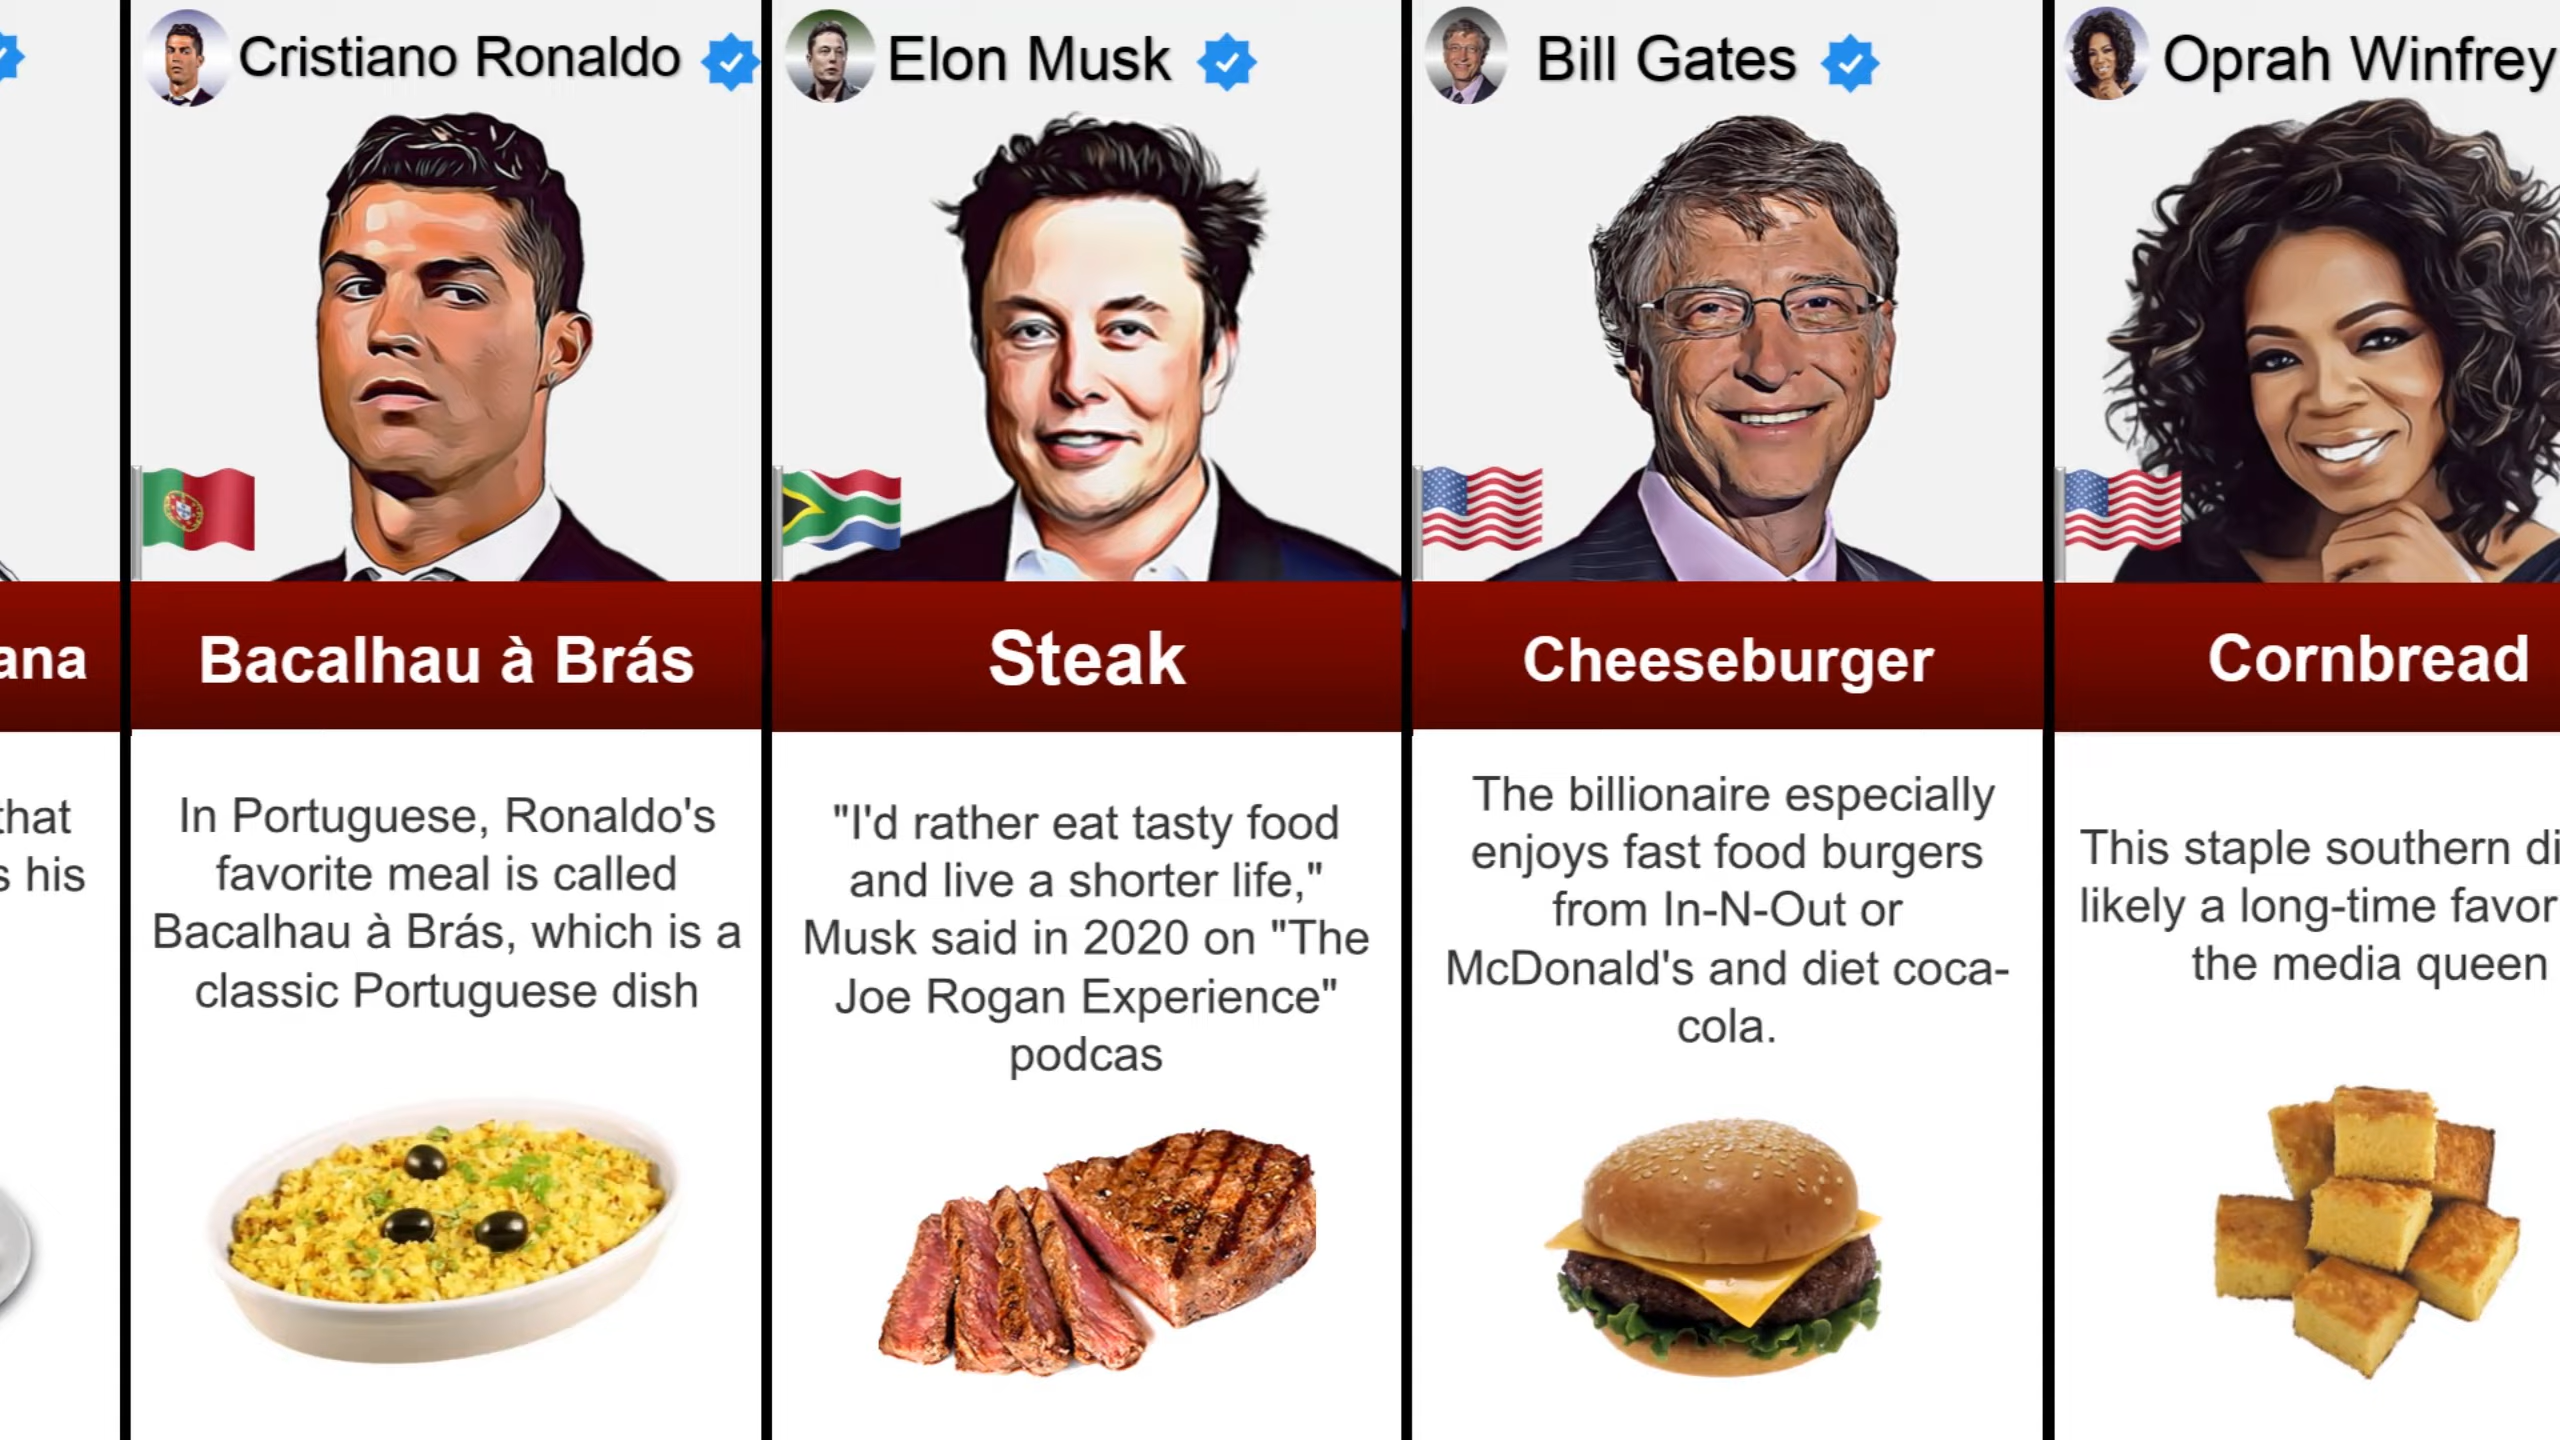 ana
that
s his
Cristiano Ronaldo
Bacalhau à Brás
In Portuguese, Ronaldo's
favorite meal is called
Bacalhau à Brás, which is a
classic Portuguese dish
Elon Musk
Steak
"I'd rather eat tasty food
and live a shorter life,"
Musk said in 2020 on "The
Joe Rogan Experience"
podcas
Bill Gates
Cheeseburger
The billionaire especially
enjoys fast food burgers
from In-N-Out or
McDonald's and diet coca-
cola.
Oprah Winfrey
Cornbread
This staple southern di
likely a long-time favor
the media queen